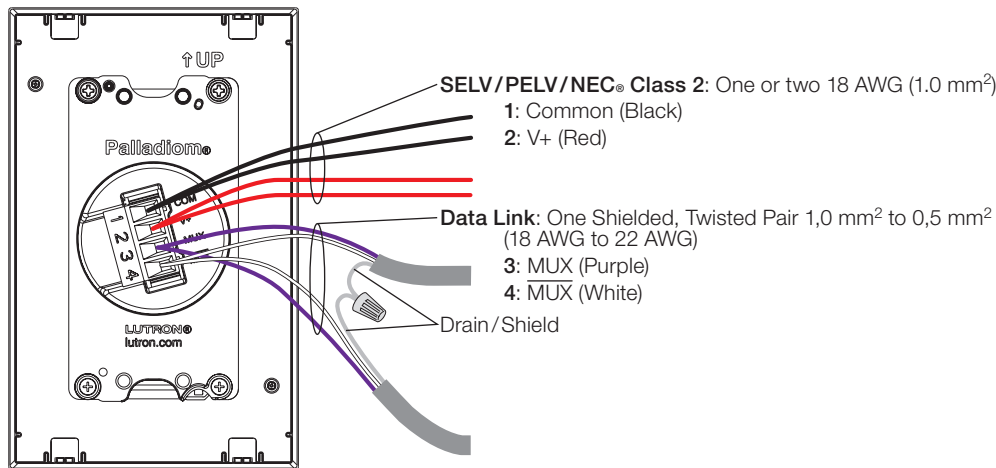 ↑ UP
Palladiom®
1 COM
2 V+
3 MUX
4
LUTRON®
lutron.com
SELV/PELV/NEC® Class 2: One or two 18 AWG (1.0 mm²)
1: Common (Black)
2: V+ (Red)
Data Link: One Shielded, Twisted Pair 1,0 mm² to 0,5 mm²
(18 AWG to 22 AWG)
3: MUX (Purple)
4: M̅U̅X̅ (White)
Drain/Shield